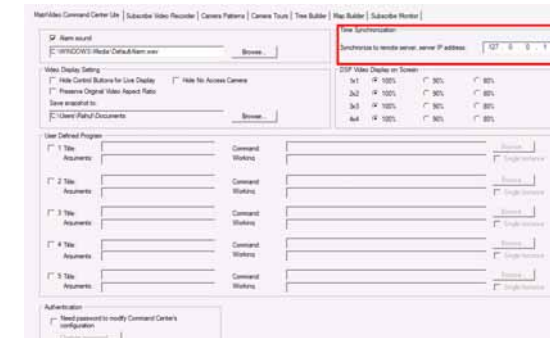 MainVideo Command Center Lite | Subscribe Video Recorder | Camera Patterns | Camera Tours | Tree Builder | Map Builder | Subscribe Monitor
Alarm sound
C:\WINDOWS\Media\Default\Alarm.wav Browse...
Time Synchronization
Synchronize to remote server, server IP address: 127 . 0 . 0 . 1
Video Display Setting
Hide Control Buttons for Live Display Hide No Access Camera
Preserve Original Video Aspect Ratio
Save snapshot to:
C:\Users\Rahul\Documents Browse...
DSP Video Display on Screen
1x1 100% 90% 80%
2x2 100% 90% 80%
3x3 100% 90% 80%
4x4 100% 90% 80%
User Defined Program
1 Title: Command: Browse...
Arguments: Working Single Instance
2 Title: Command: Browse...
Arguments: Working Single Instance
3 Title: Command: Browse...
Arguments: Working Single Instance
4 Title: Command: Browse...
Arguments: Working Single Instance
5 Title: Command: Browse...
Arguments: Working Single Instance
Authentication
Need password to modify Command Center's
configuration